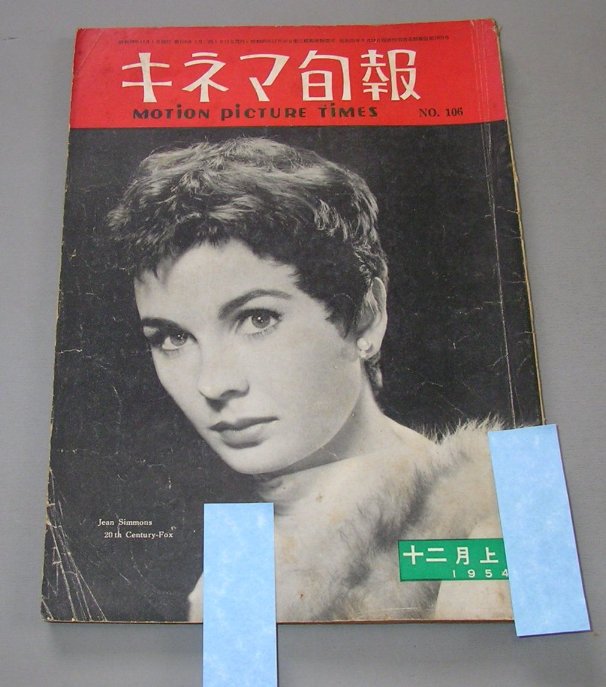 キネマ旬報
MOTION PICTURE TIMES
NO. 106
Jean Simmons
20th Century-Fox
十二月上
1954